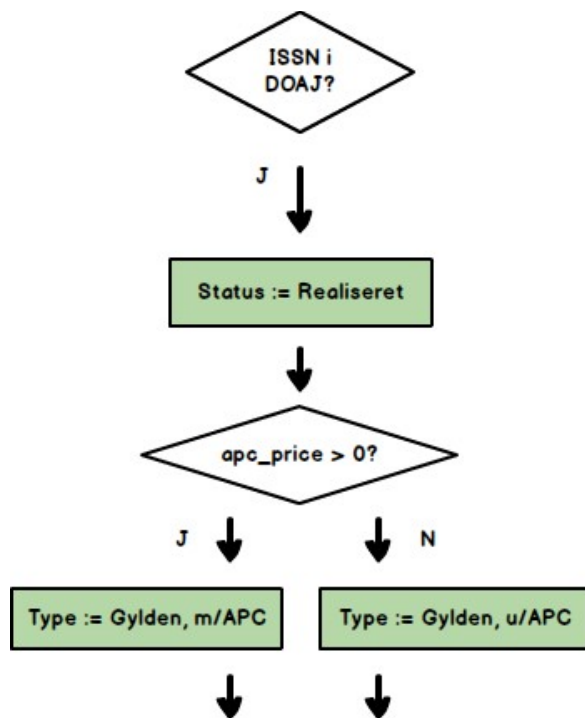 ISSN i
DOAJ?
J
Status := Realiseret
apc_price > 0?
J
N
Type := Gylden, m/APC
Type := Gylden, u/APC